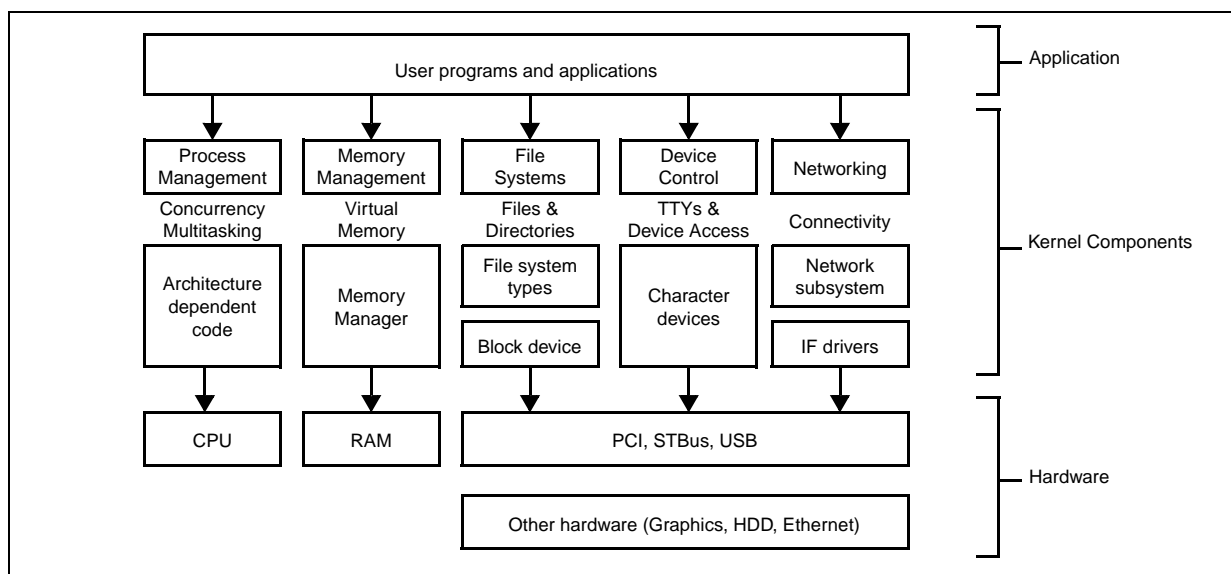 User programs and applications
Application
Process
Management
Memory
Management
File
Systems
Device
Control
Networking
Concurrency
Multitasking
Virtual
Memory
Files &
Directories
TTYs &
Device Access
Connectivity
Kernel Components
Architecture
dependent
code
Memory
Manager
File system
types
Block device
Character
devices
Network
subsystem
IF drivers
CPU
RAM
PCI, STBus, USB
Hardware
Other hardware (Graphics, HDD, Ethernet)